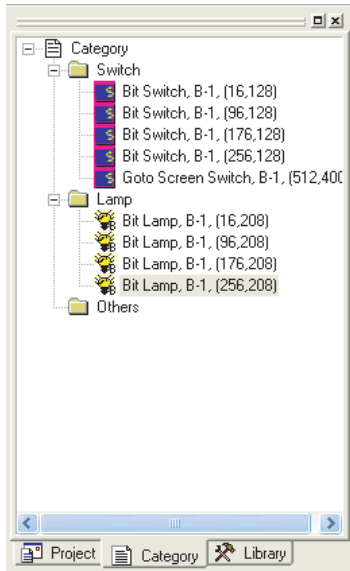 Category
Switch
Bit Switch, B-1, (16,128)
Bit Switch, B-1, (96,128)
Bit Switch, B-1, (176,128)
Bit Switch, B-1, (256,128)
Goto Screen Switch, B-1, (512,400
Lamp
Bit Lamp, B-1, (16,208)
Bit Lamp, B-1, (96,208)
Bit Lamp, B-1, (176,208)
Bit Lamp, B-1, (256,208)
Others
Project Category Library